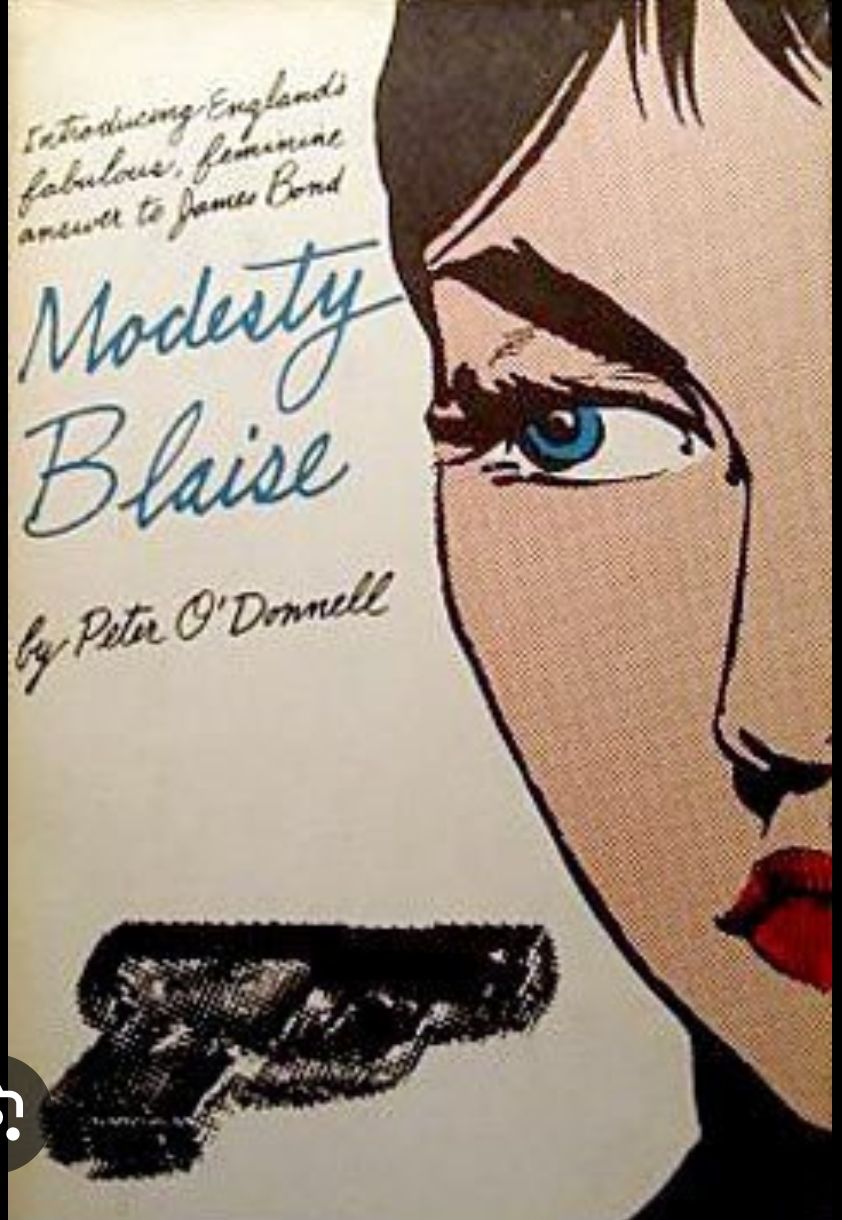 Introducing England's
fabulous, feminine
answer to James Bond
Modesty
Blaise
by Peter O'Donnell